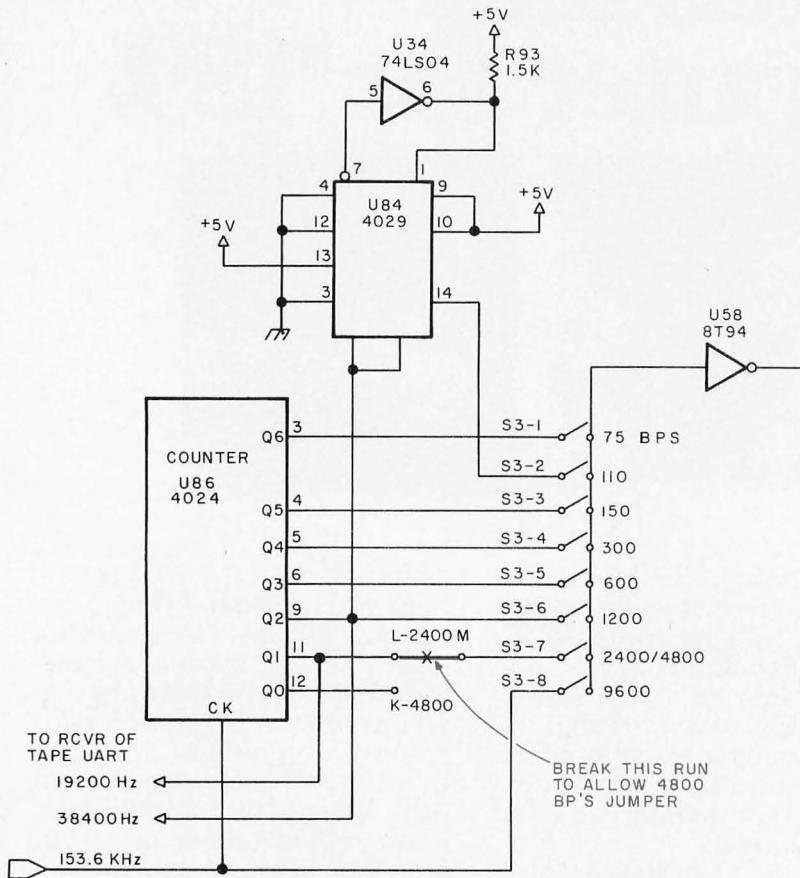 +5V
U34
74LS04
R93
1.5K
5
6
7
1
4
9
U84
4029
+5V
+5V
12
10
13
3
14
U58
8T94
3
Q6
S3-1
75 BPS
COUNTER
S3-2
110
U86
4024
4
Q5
S3-3
150
5
Q4
S3-4
300
6
Q3
S3-5
600
9
Q2
S3-6
1200
11
Q1
L-2400 M
S3-7
2400/4800
12
Q0
K-4800
S3-8
9600
CK
TO RCVR OF
TAPE UART
19200 Hz
38400Hz
BREAK THIS RUN
TO ALLOW 4800
BP'S JUMPER
153.6 KHz